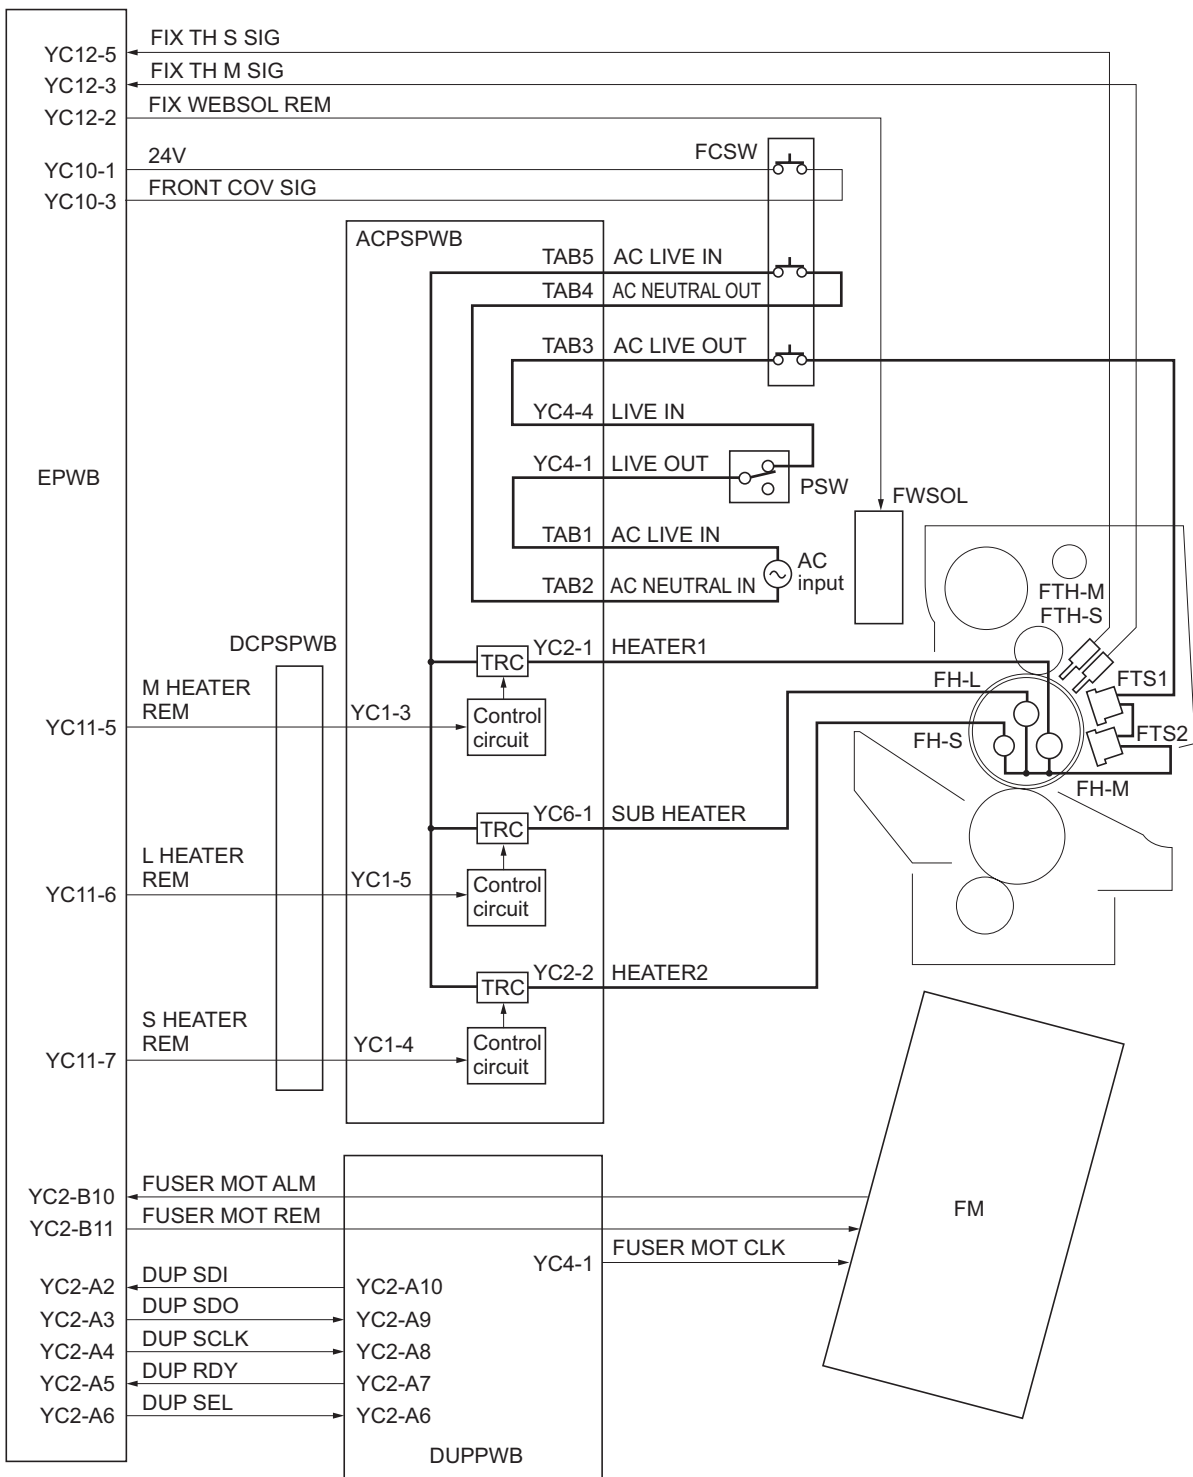 FIX TH S SIG
YC12-5
FIX TH M SIG
YC12-3
FIX WEBSOL REM
YC12-2
24V
FCSW
YC10-1
FRONT COV SIG
YC10-3
ACPSPWB
TAB5 AC LIVE IN
TAB4 AC NEUTRAL OUT
TAB3 AC LIVE OUT
YC4-4 LIVE IN
EPWB
YC4-1 LIVE OUT
PSW
FWSOL
TAB1 AC LIVE IN
AC
input
TAB2 AC NEUTRAL IN
FTH-M
FTH-S
DCPSPWB
YC2-1 HEATER1
TRC
FH-L
FTS1
M HEATER
REM
YC11-5
YC1-3
Control
circuit
FH-S
FTS2
FH-M
YC6-1 SUB HEATER
TRC
L HEATER
REM
YC11-6
YC1-5
Control
circuit
YC2-2 HEATER2
TRC
S HEATER
REM
YC11-7
YC1-4
Control
circuit
FUSER MOT ALM
YC2-B10
FUSER MOT REM
YC2-B11
FM
FUSER MOT CLK
YC4-1
DUP SDI
YC2-A2 YC2-A10
DUP SDO
YC2-A3 YC2-A9
DUP SCLK
YC2-A4 YC2-A8
DUP RDY
YC2-A5 YC2-A7
DUP SEL
YC2-A6 YC2-A6
DUPPWB